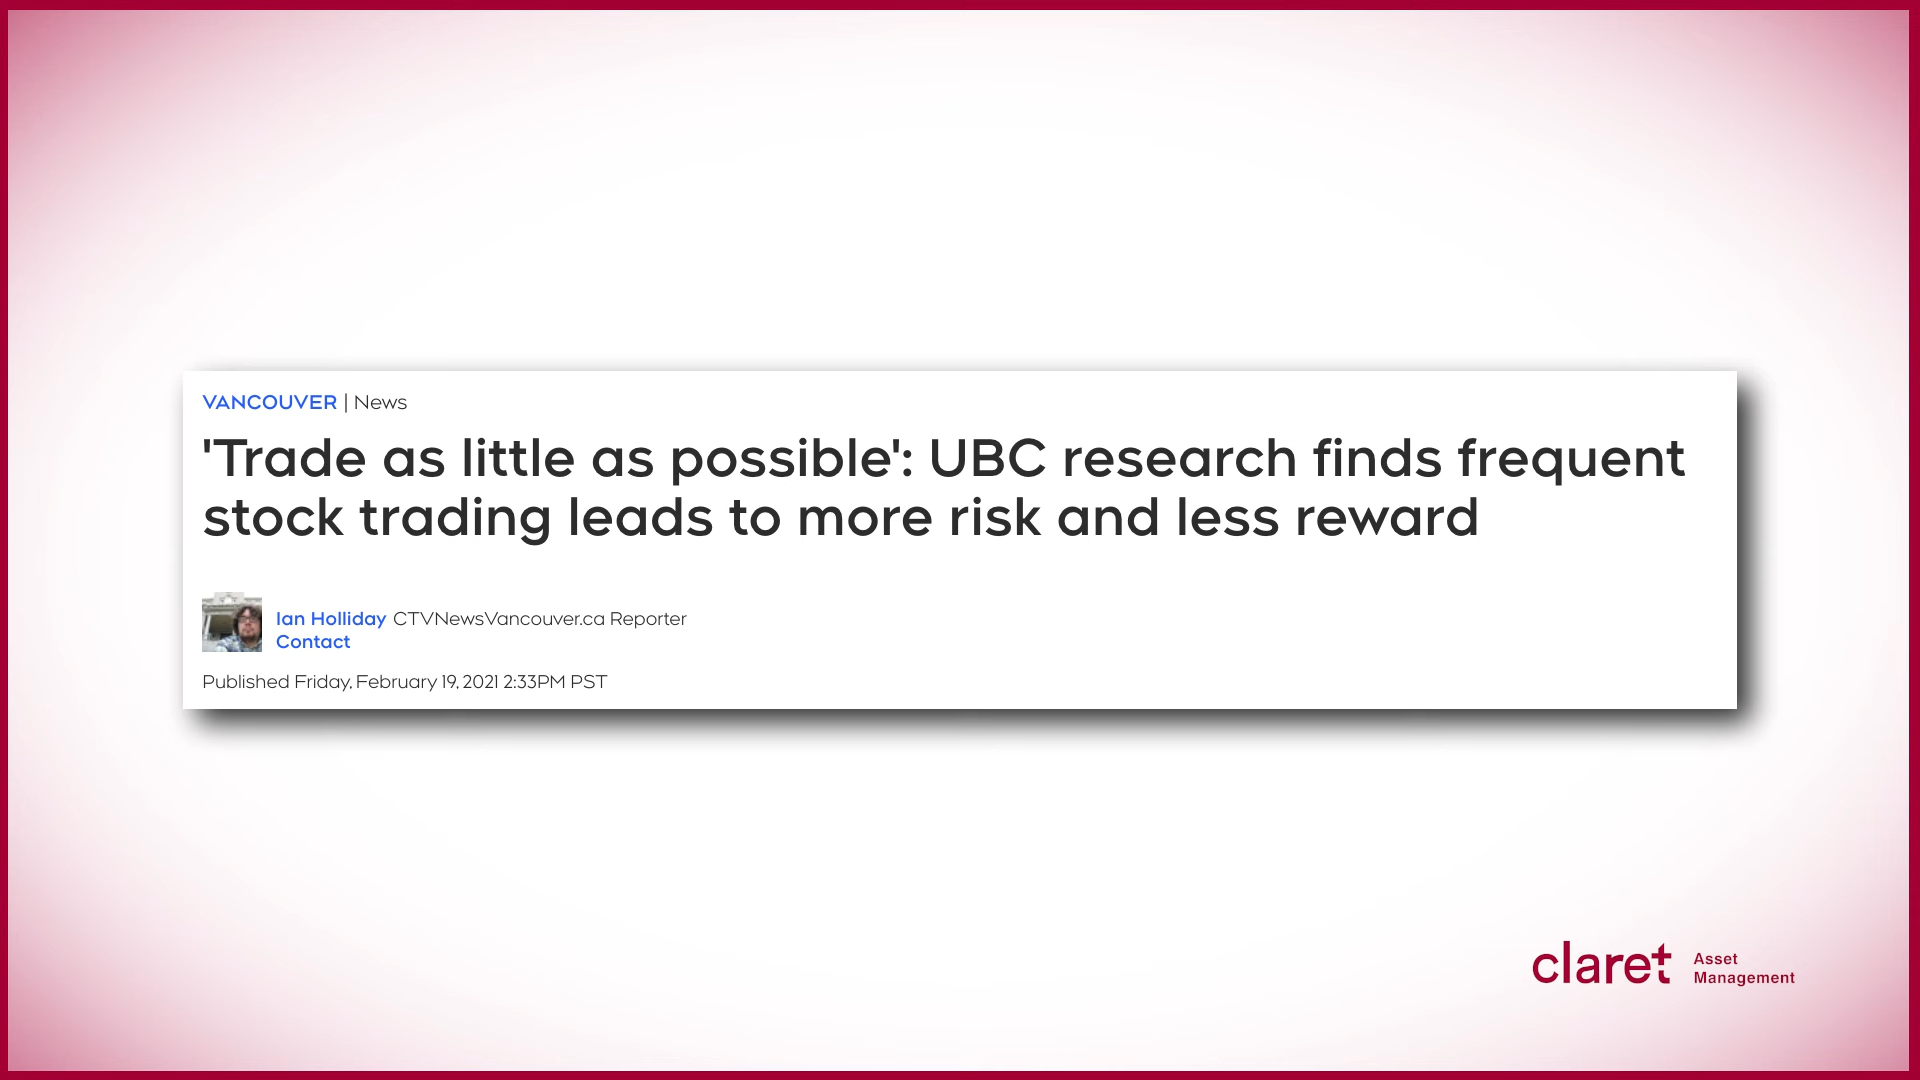 VANCOUVER | News
'Trade as little as possible': UBC research finds frequent
stock trading leads to more risk and less reward
Ian Holliday CTVNewsVancouver.ca Reporter
Contact
Published Friday, February 19, 2021 2:33PM PST
claret Asset
Management